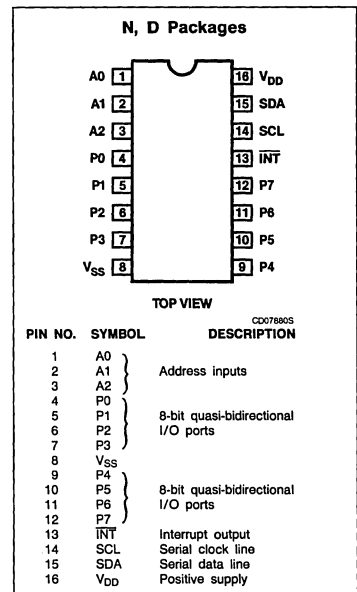 N, D Packages
A0 1 16 VDD
A1 2 15 SDA
A2 3 14 SCL
P0 4 13 INT
P1 5 12 P7
P2 6 11 P6
P3 7 10 P5
VSS 8 9 P4
TOP VIEW
CD07680S
PIN NO. SYMBOL DESCRIPTION
1 A0
2 A1 Address inputs
3 A2
4 P0
5 P1 8-bit quasi-bidirectional
6 P2 I/O ports
7 P3
8 VSS
9 P4
10 P5 8-bit quasi-bidirectional
11 P6 I/O ports
12 P7
13 INT Interrupt output
14 SCL Serial clock line
15 SDA Serial data line
16 VDD Positive supply